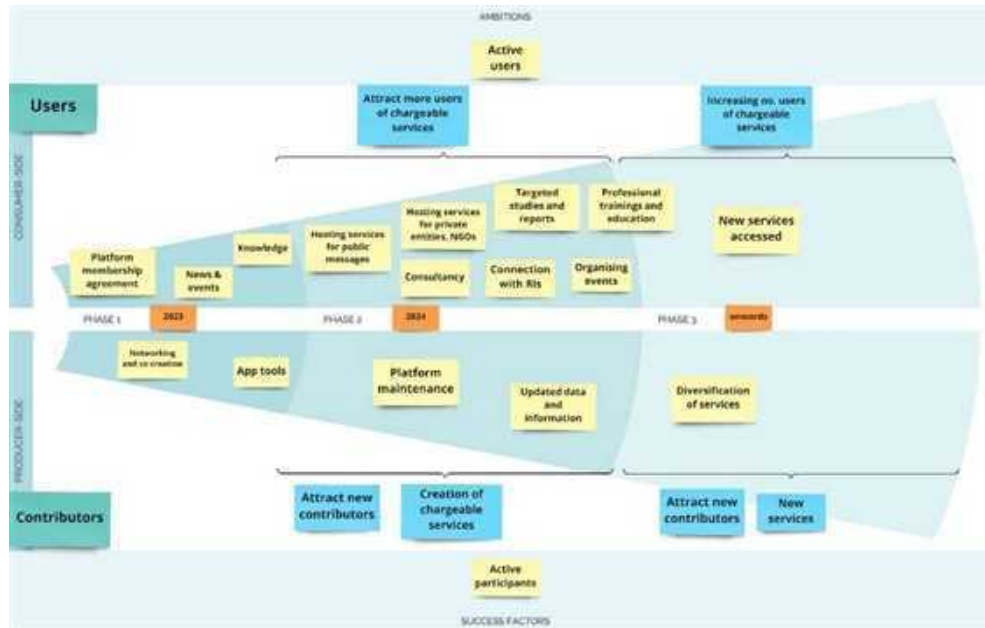 AMBITIONS
Active
users
Users
Attract more users
of chargeable
services
Increasing no. users
of chargeable
services
CONSUMER-SIDE
Platform
membership
agreement
News &
events
Knowledge
Hosting services
for public
messages
Hosting services
for private
entities, NGOs
Consultancy
Targeted
studies and
reports
Connection
with RIs
Professional
trainings and
education
Organising
events
New services
accessed
PHASE 1
2023
PHASE 2
2024
PHASE 3
onwards
PRODUCER-SIDE
Networking
and co-creation
App tools
Platform
maintenance
Updated data
and
information
Diversification
of services
Contributors
Attract new
contributors
Creation of
chargeable
services
Attract new
contributors
New
services
Active
participants
SUCCESS FACTORS